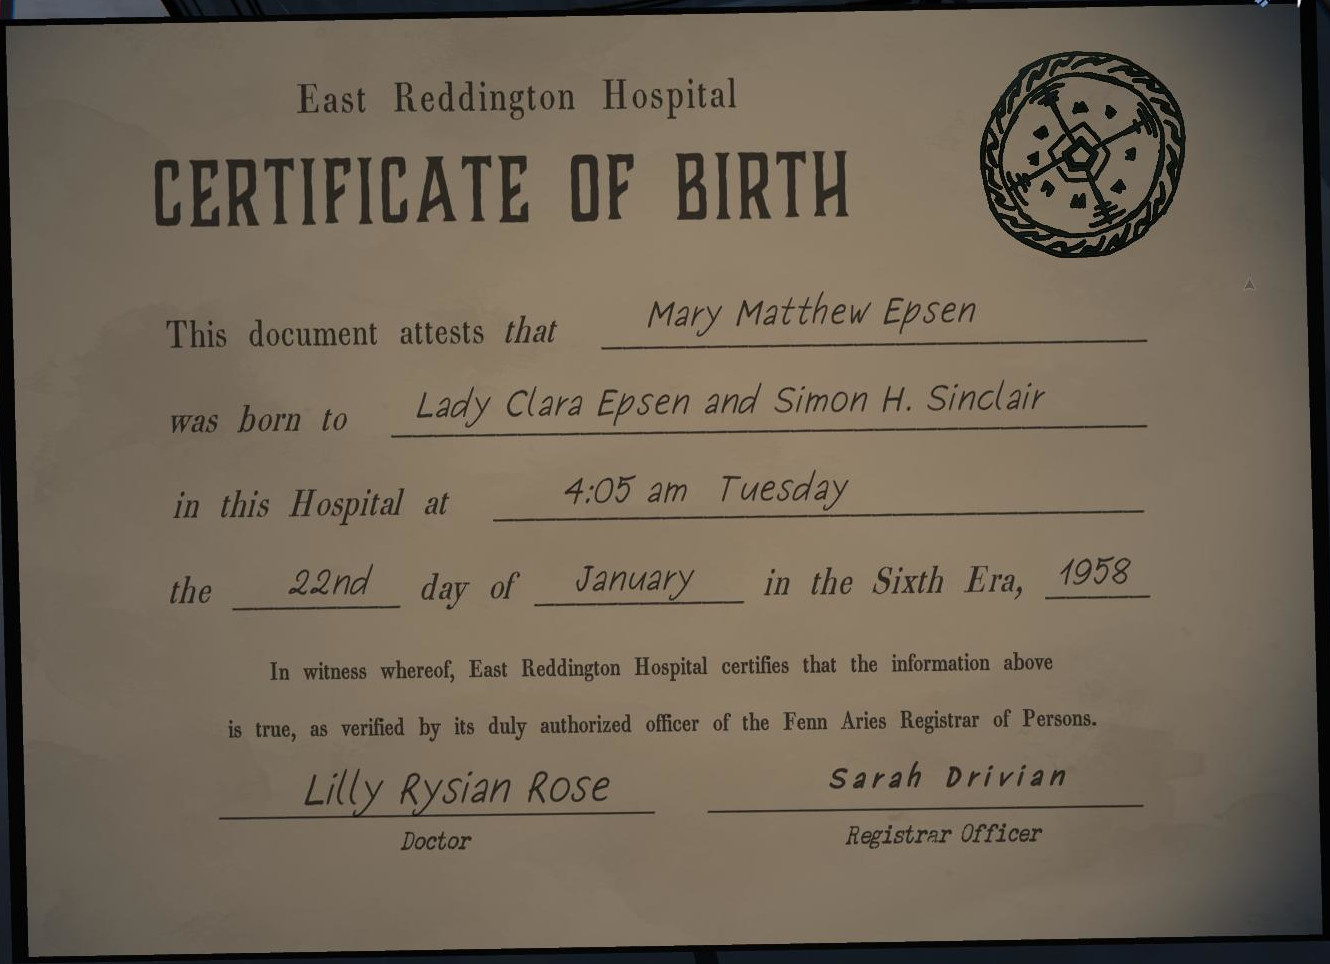 East Reddington Hospital
CERTIFICATE OF BIRTH
This document attests that Mary Matthew Epsen
was born to Lady Clara Epsen and Simon H. Sinclair
in this Hospital at 4:05 am Tuesday
the 22nd day of January in the Sixth Era, 1958
In witness whereof, East Reddington Hospital certifies that the information above
is true, as verified by its duly authorized officer of the Fenn Aries Registrar of Persons.
Lilly Rysian Rose Sarah Drivian
Doctor Registrar Officer